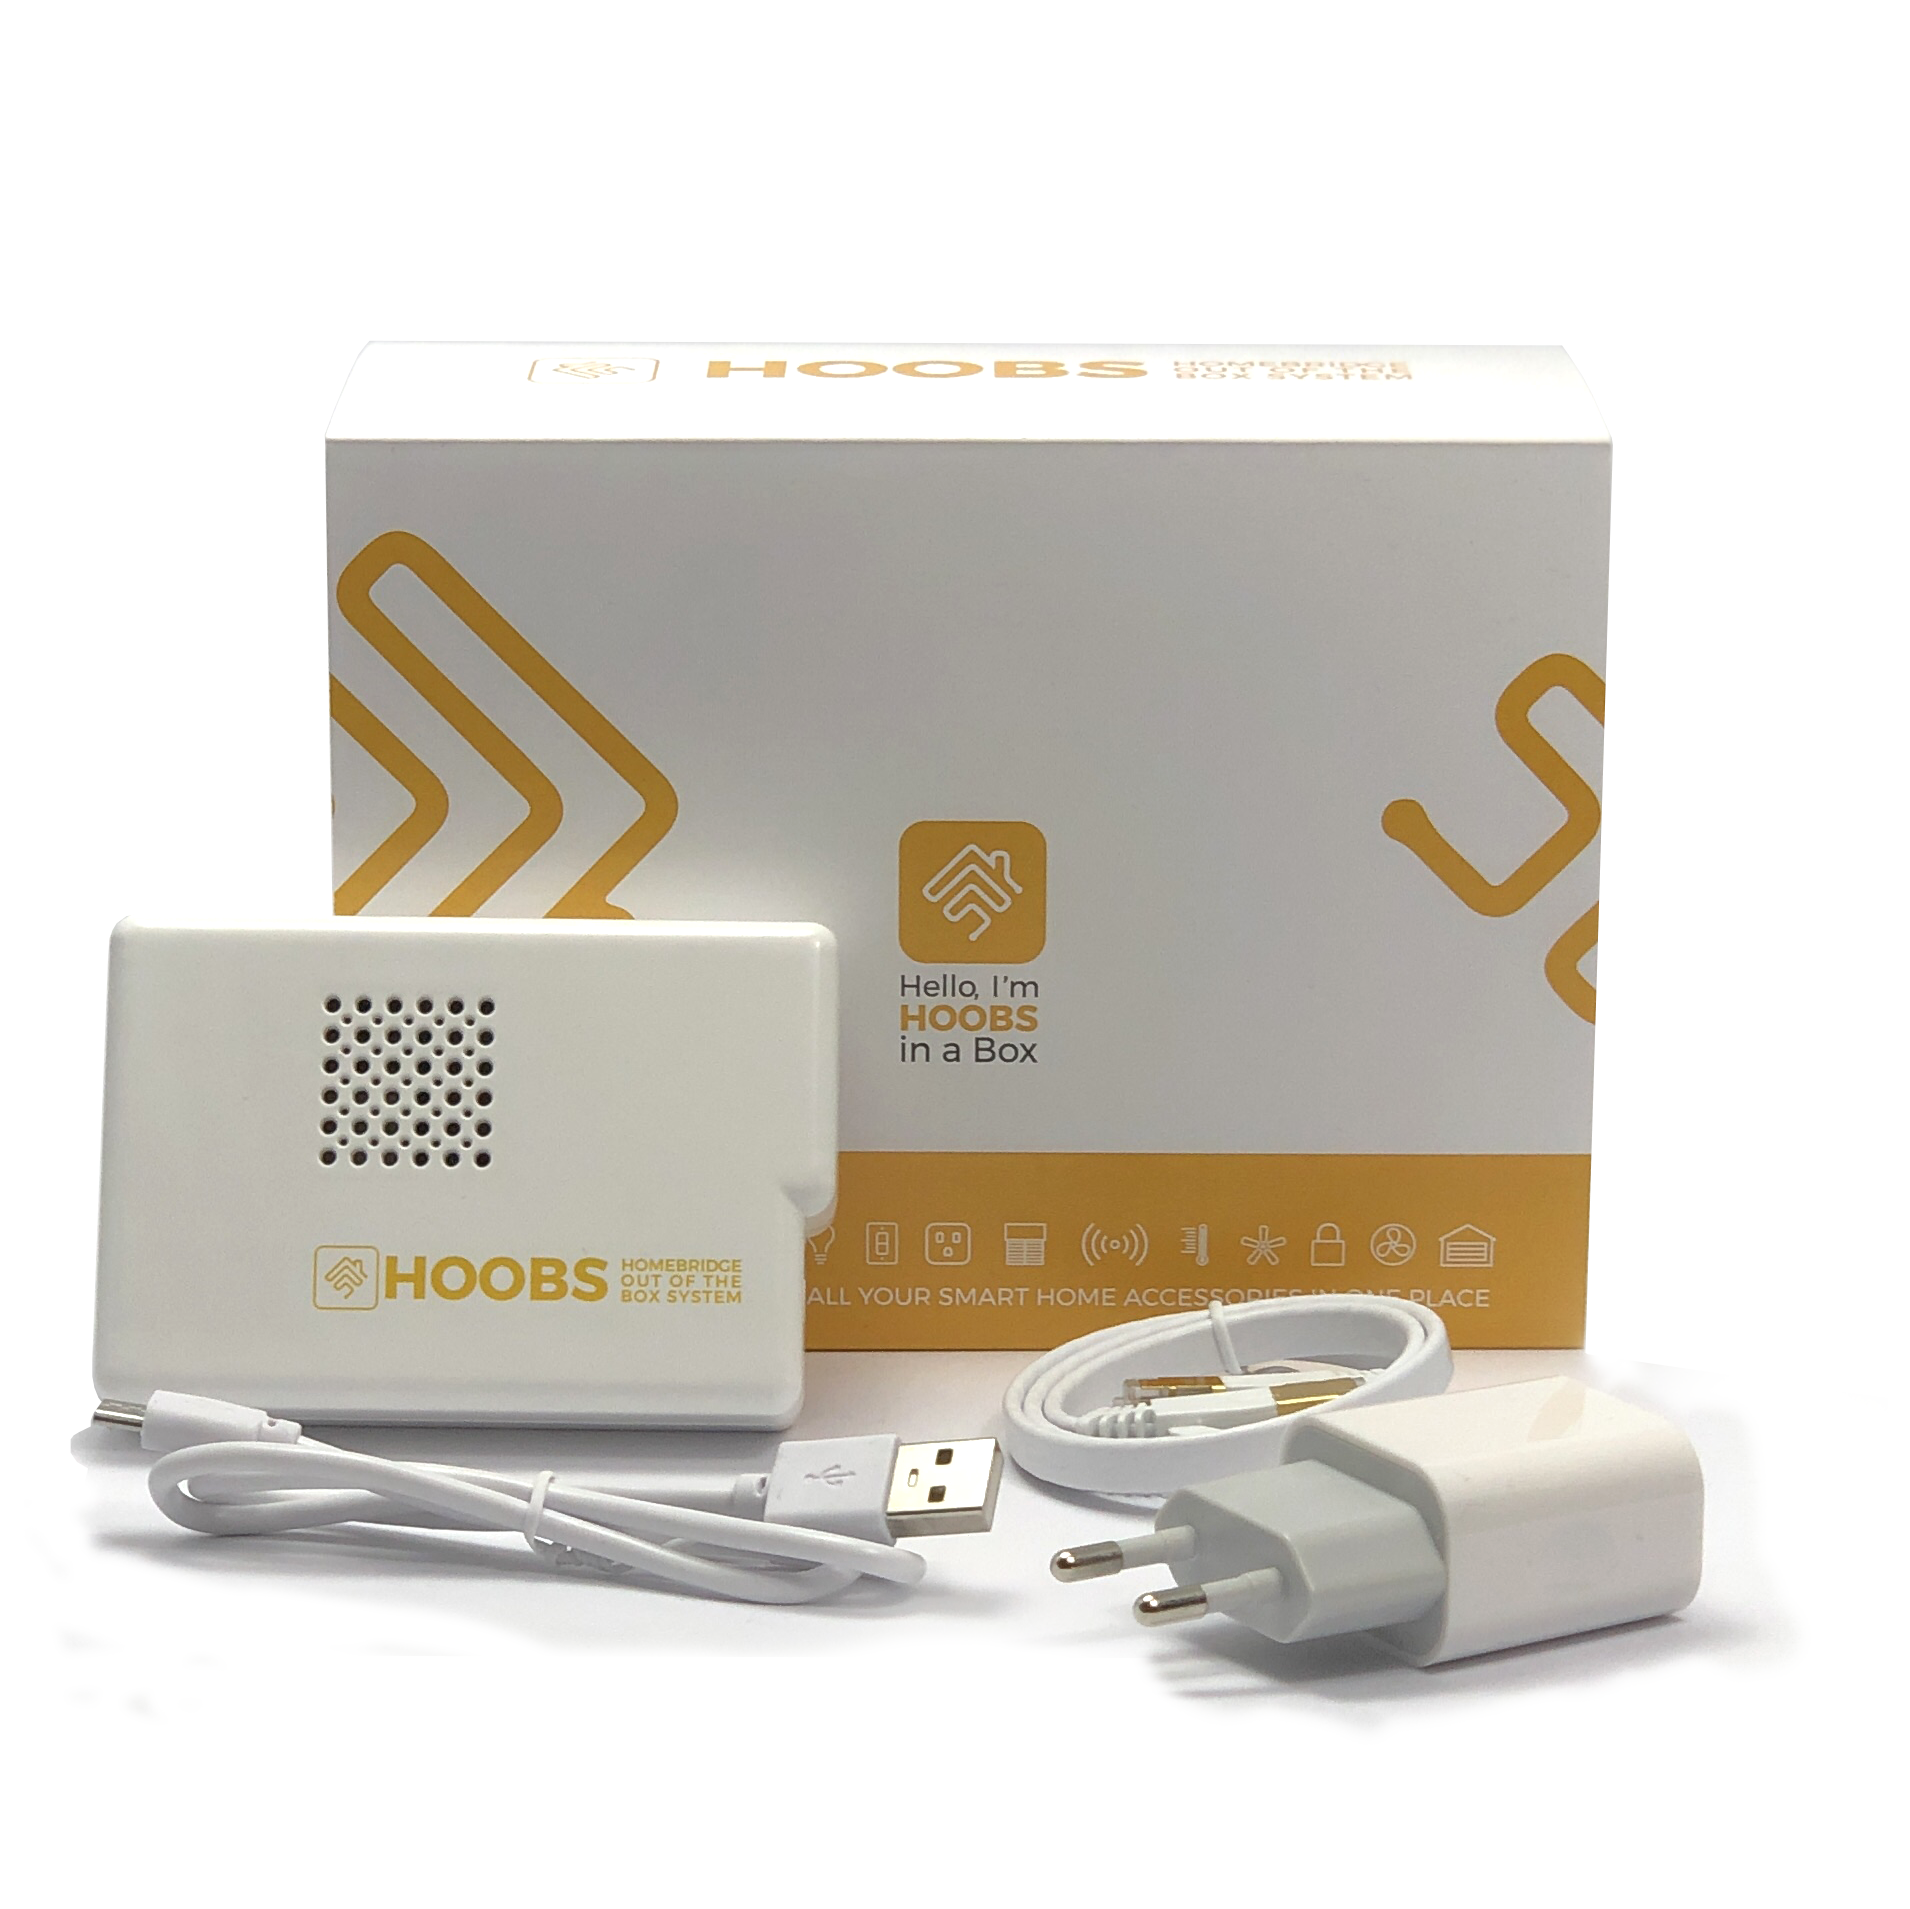 HOOBS
HOMEBRIDGE
OUT OF THE
BOX SYSTEM
Hello, I'm
HOOBS
in a Box
HOOBS
HOMEBRIDGE
OUT OF THE
BOX SYSTEM
ALL YOUR SMART HOME ACCESSORIES IN ONE PLACE